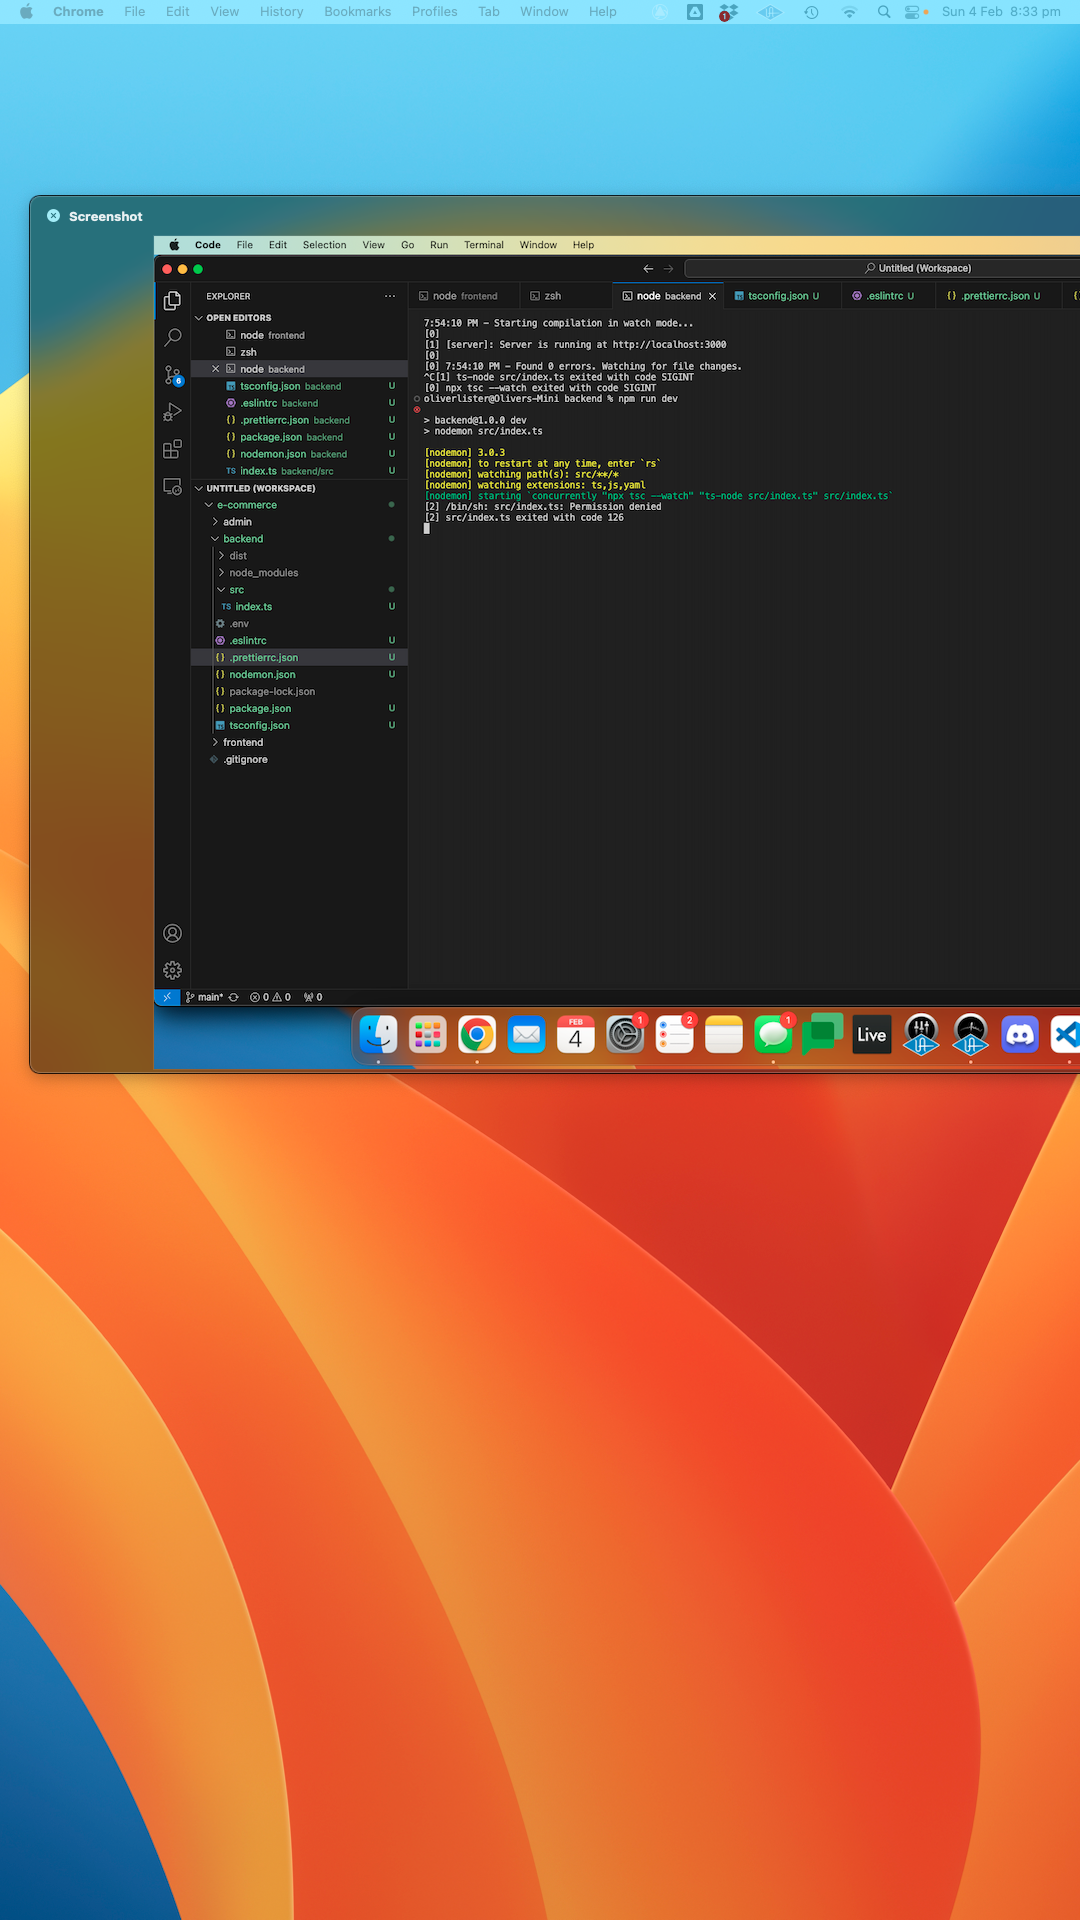 Chrome File Edit View History Bookmarks Profiles Tab Window Help 1 Sun 4 Feb 8:33 pm
Screenshot
Code File Edit Selection View Go Run Terminal Window Help
Untitled (Workspace)
EXPLORER
node frontend zsh node backend tsconfig.json U .eslintrc U .prettierrc.json U
OPEN EDITORS
node frontend
zsh
node backend
tsconfig.json backend U
.eslintrc backend U
.prettierrc.json backend U
package.json backend U
nodemon.json backend U
TS index.ts backend/src U
UNTITLED (WORKSPACE)
e-commerce
admin
backend
dist
node_modules
src
TS index.ts U
.env
.eslintrc U
.prettierrc.json U
nodemon.json U
package-lock.json
package.json U
tsconfig.json U
frontend
.gitignore
6
7:54:10 PM - Starting compilation in watch mode...
[0]
[1] [server]: Server is running at http://localhost:3000
[0]
[0] 7:54:10 PM - Found 0 errors. Watching for file changes.
^C[1] ts-node src/index.ts exited with code SIGINT
[0] npx tsc --watch exited with code SIGINT
oliverlister@Olivers-Mini backend % npm run dev
> backend@1.0.0 dev
> nodemon src/index.ts
[nodemon] 3.0.3
[nodemon] to restart at any time, enter `rs`
[nodemon] watching path(s): src/**/*
[nodemon] watching extensions: ts,js,yaml
[nodemon] starting `concurrently "npx tsc --watch" "ts-node src/index.ts" src/index.ts`
[2] /bin/sh: src/index.ts: Permission denied
[2] src/index.ts exited with code 126
main* 0 0 0
FEB
4
1
2
1
Live